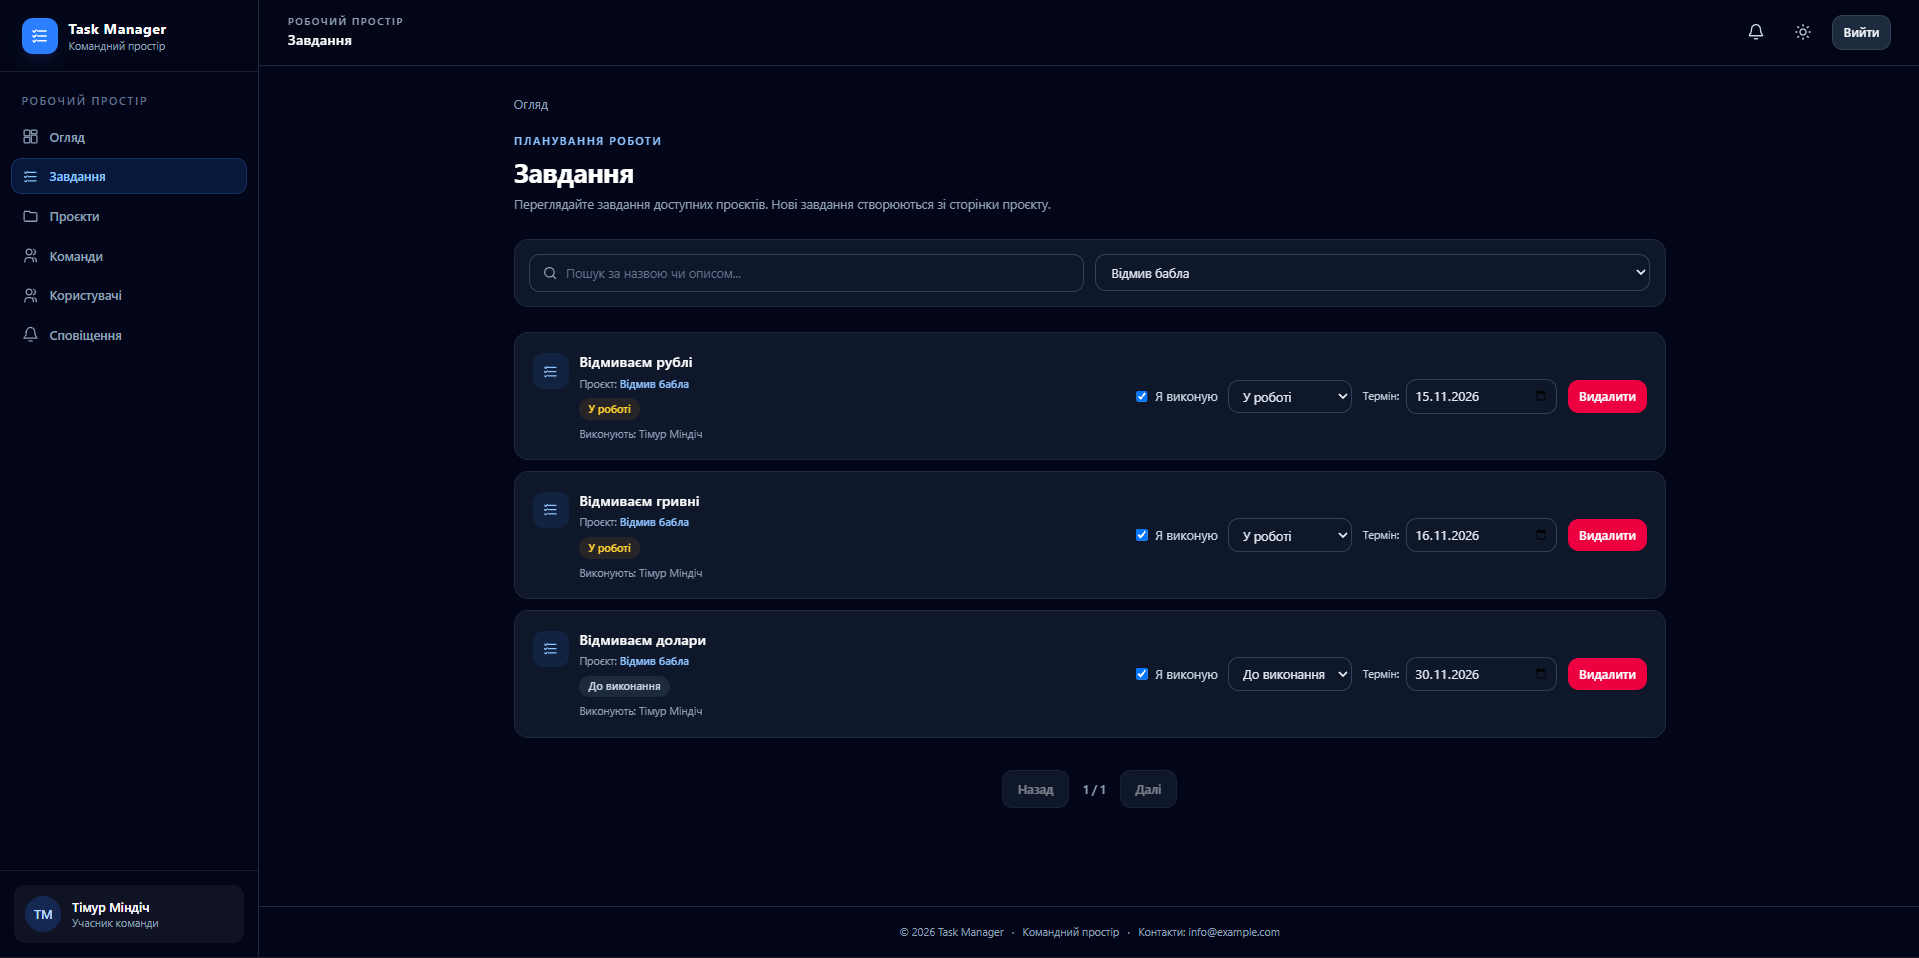 Task Manager
Командний простір
РОБОЧИЙ ПРОСТІР
Огляд
Завдання
Проєкти
Команди
Користувачі
Сповіщення
ТМ
Тімур Міндіч
Учасник команди
РОБОЧИЙ ПРОСТІР
Завдання
Вийти
Огляд
ПЛАНУВАННЯ РОБОТИ
Завдання
Переглядайте завдання доступних проєктів. Нові завдання створюються зі сторінки проєкту.
Пошук за назвою чи описом...
Відмив бабла
Відмиваєм рублі
Проєкт: Відмив бабла
У роботі
Виконують: Тімур Міндіч
Я виконую
У роботі
Термін:
15.11.2026
Видалити
Відмиваєм гривні
Проєкт: Відмив бабла
У роботі
Виконують: Тімур Міндіч
Я виконую
У роботі
Термін:
16.11.2026
Видалити
Відмиваєм долари
Проєкт: Відмив бабла
До виконання
Виконують: Тімур Міндіч
Я виконую
До виконання
Термін:
30.11.2026
Видалити
Назад
1 / 1
Далі
© 2026 Task Manager · Командний простір · Контакти: info@example.com